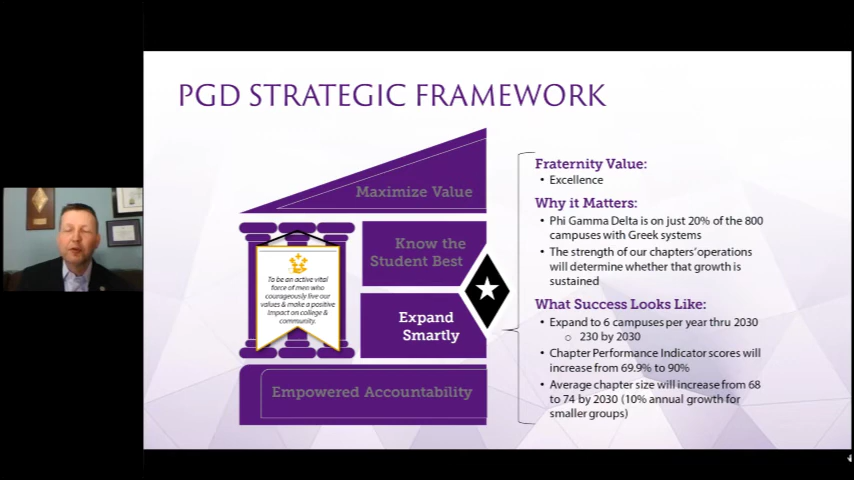 PGD STRATEGIC FRAMEWORK
Maximize Value
Know the
Student Best
To be an active vital
force of men who
courageously live our
values & make a positive
impact on college &
community.
Expand
Smartly
Empowered Accountability
Fraternity Value:
• Excellence
Why it Matters:
• Phi Gamma Delta is on just 20% of the 800
campuses with Greek systems
• The strength of our chapters' operations
will determine whether that growth is
sustained
What Success Looks Like:
• Expand to 6 campuses per year thru 2030
○ 230 by 2030
• Chapter Performance Indicator scores will
increase from 69.9% to 90%
• Average chapter size will increase from 68
to 74 by 2030 (10% annual growth for
smaller groups)